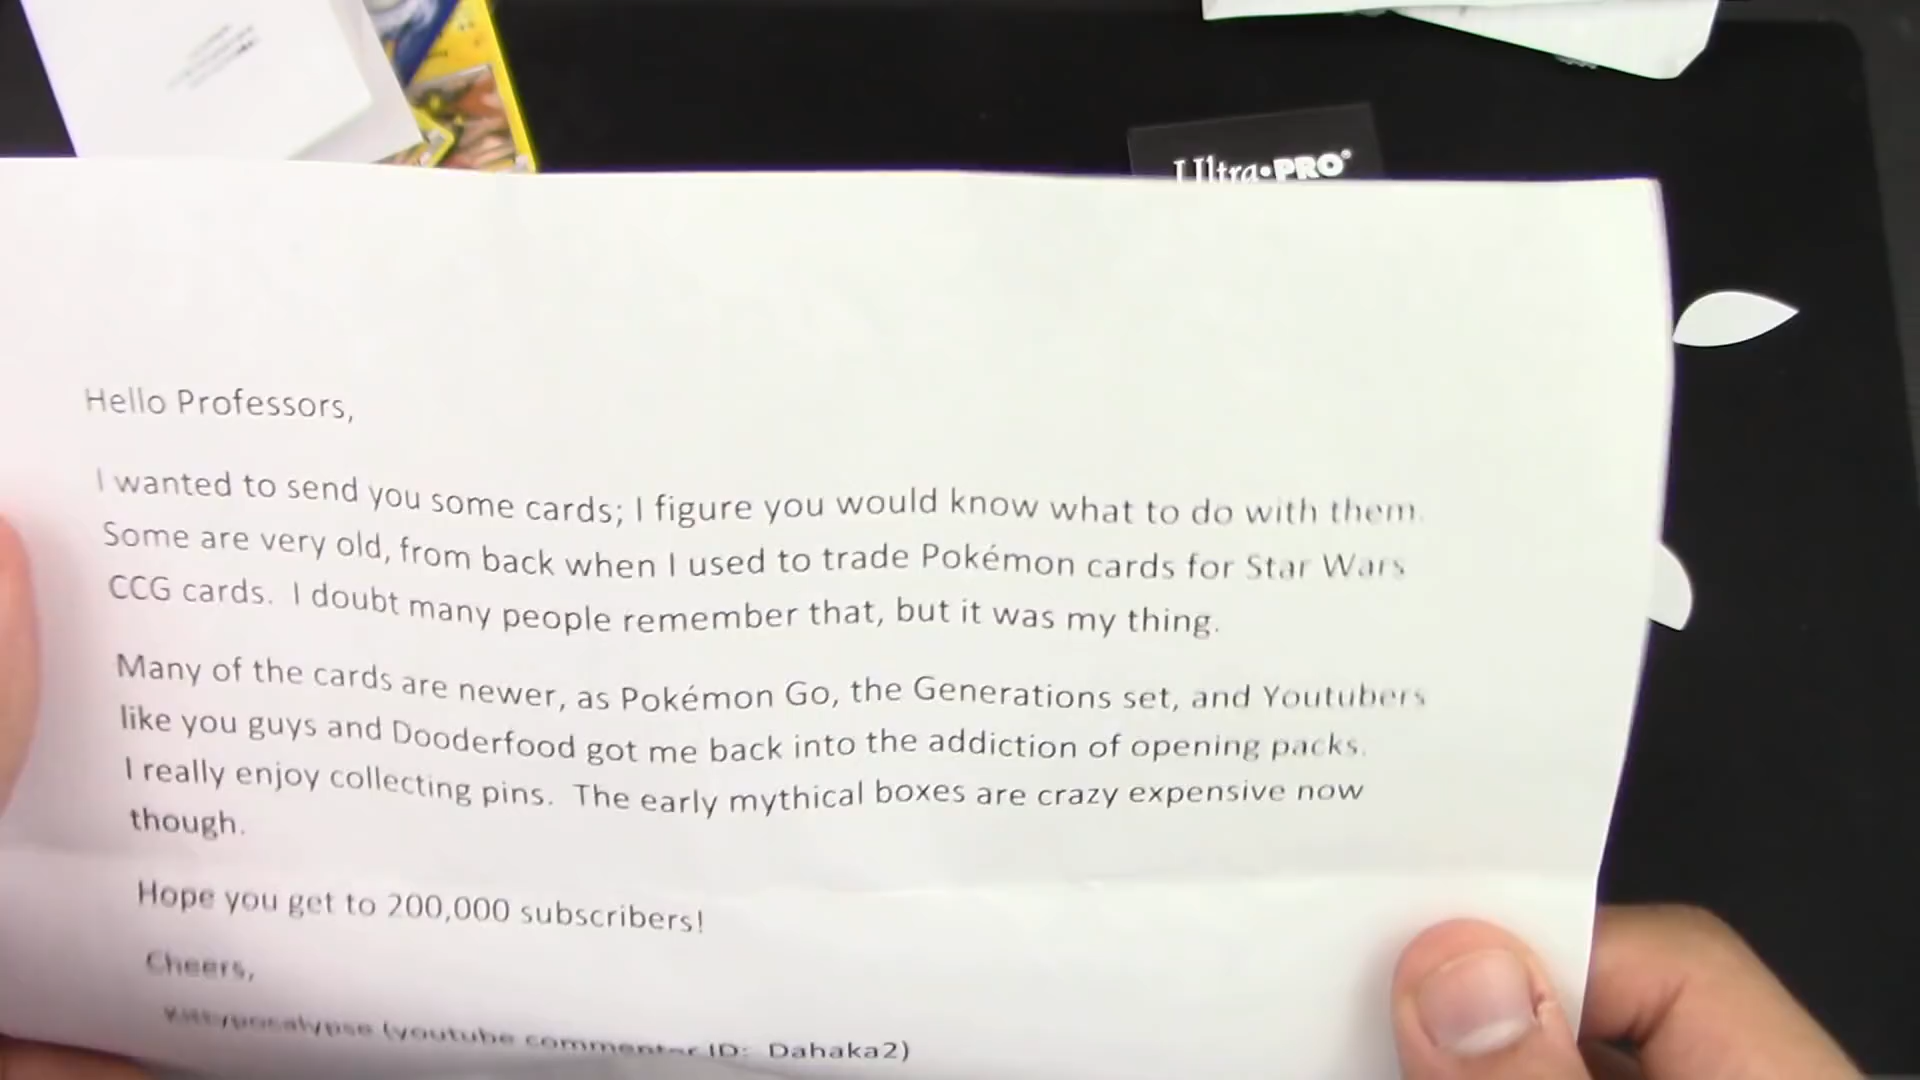 Ultra•PRO®
Hello Professors,
I wanted to send you some cards; I figure you would know what to do with them.
Some are very old, from back when I used to trade Pokémon cards for Star Wars
CCG cards. I doubt many people remember that, but it was my thing.
Many of the cards are newer, as Pokémon Go, the Generations set, and Youtubers
like you guys and Dooderfood got me back into the addiction of opening packs.
I really enjoy collecting pins. The early mythical boxes are crazy expensive now
though.
Hope you get to 200,000 subscribers!
Cheers,
Kittypocalypse (youtube commenter ID: Dahaka2)